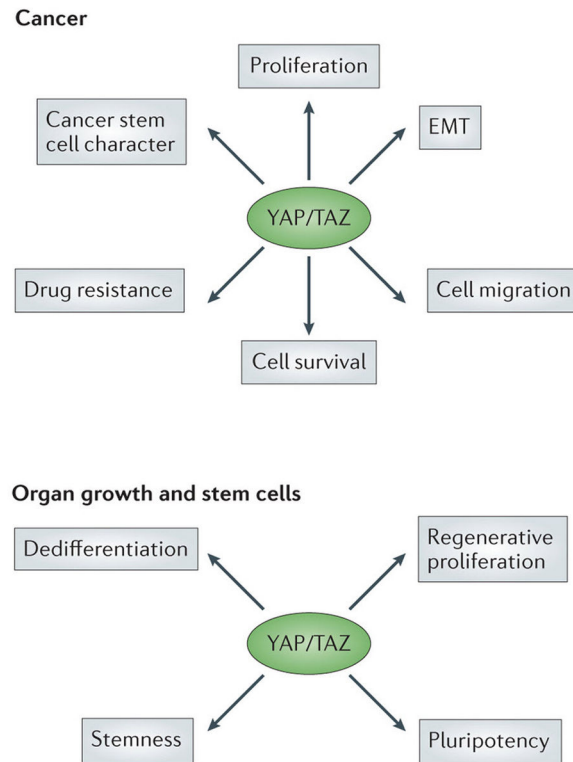 Cancer
Proliferation
Cancer stem
cell character
EMT
YAP/TAZ
Drug resistance
Cell migration
Cell survival
Organ growth and stem cells
Dedifferentiation
Regenerative
proliferation
YAP/TAZ
Stemness
Pluripotency